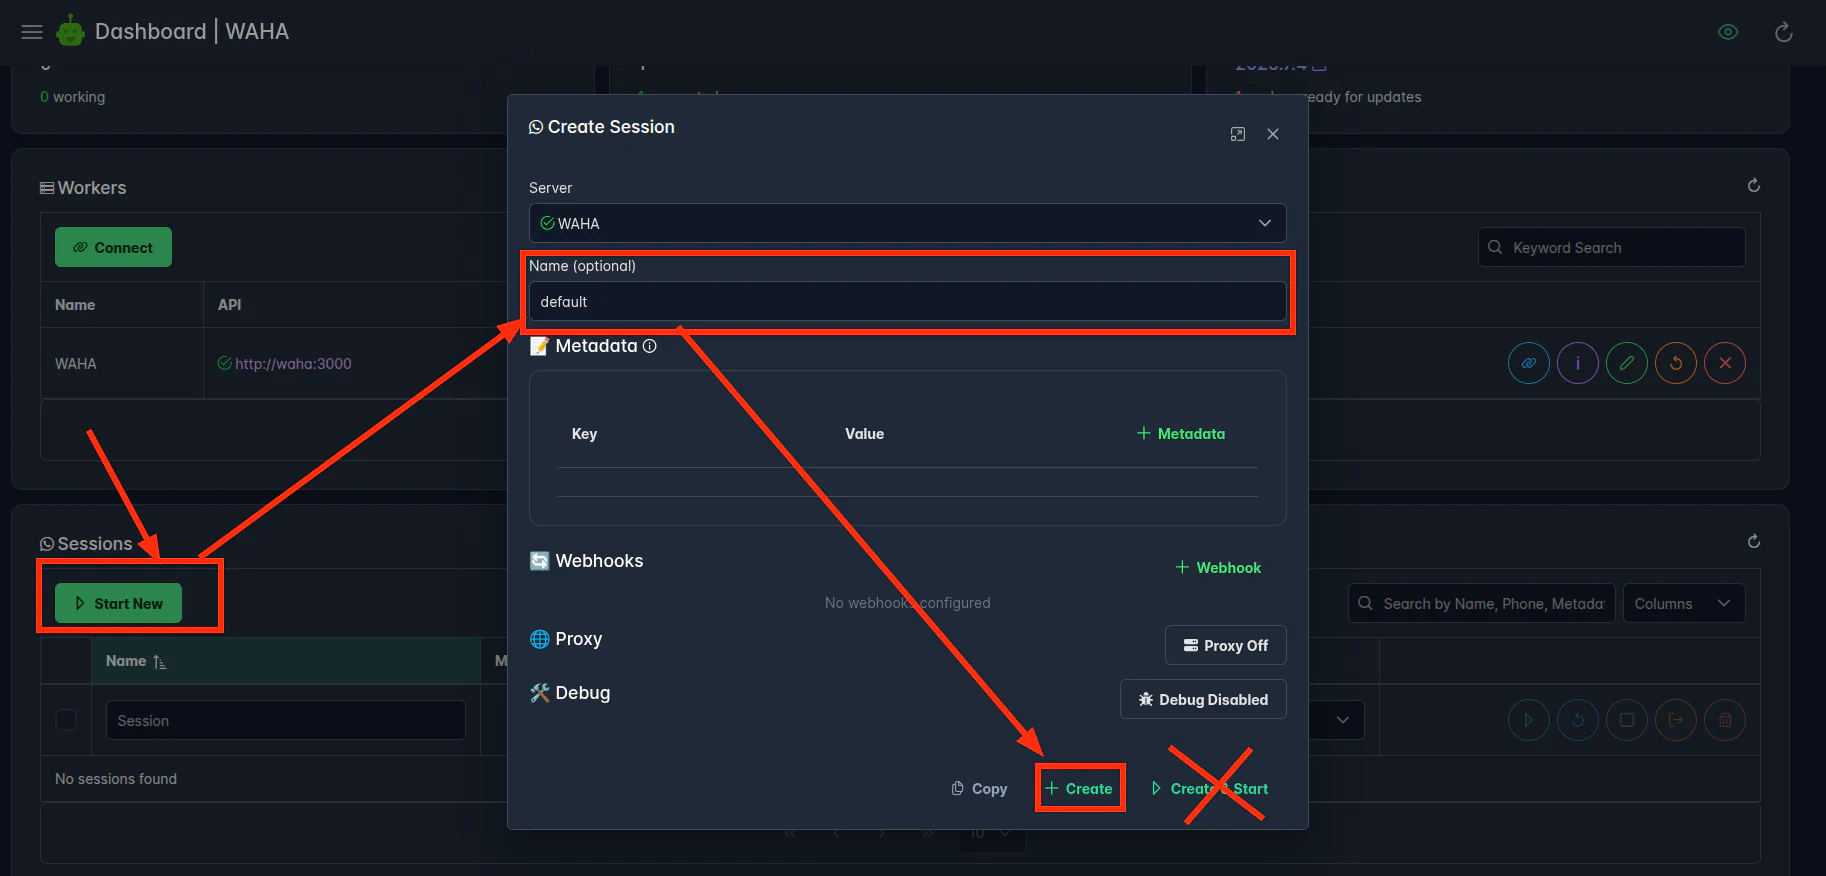 Dashboard | WAHA
0 working
ready for updates
Create Session
Server
WAHA
Name (optional)
default
Metadata
Key Value + Metadata
Webhooks
+ Webhook
No webhooks configured
Proxy
Proxy Off
Debug
Debug Disabled
Copy
+ Create
Create & Start
Workers
Connect
Keyword Search
Name API
WAHA http://waha:3000
Sessions
Start New
Search by Name, Phone, Metadat
Columns
Name
Session
No sessions found
10